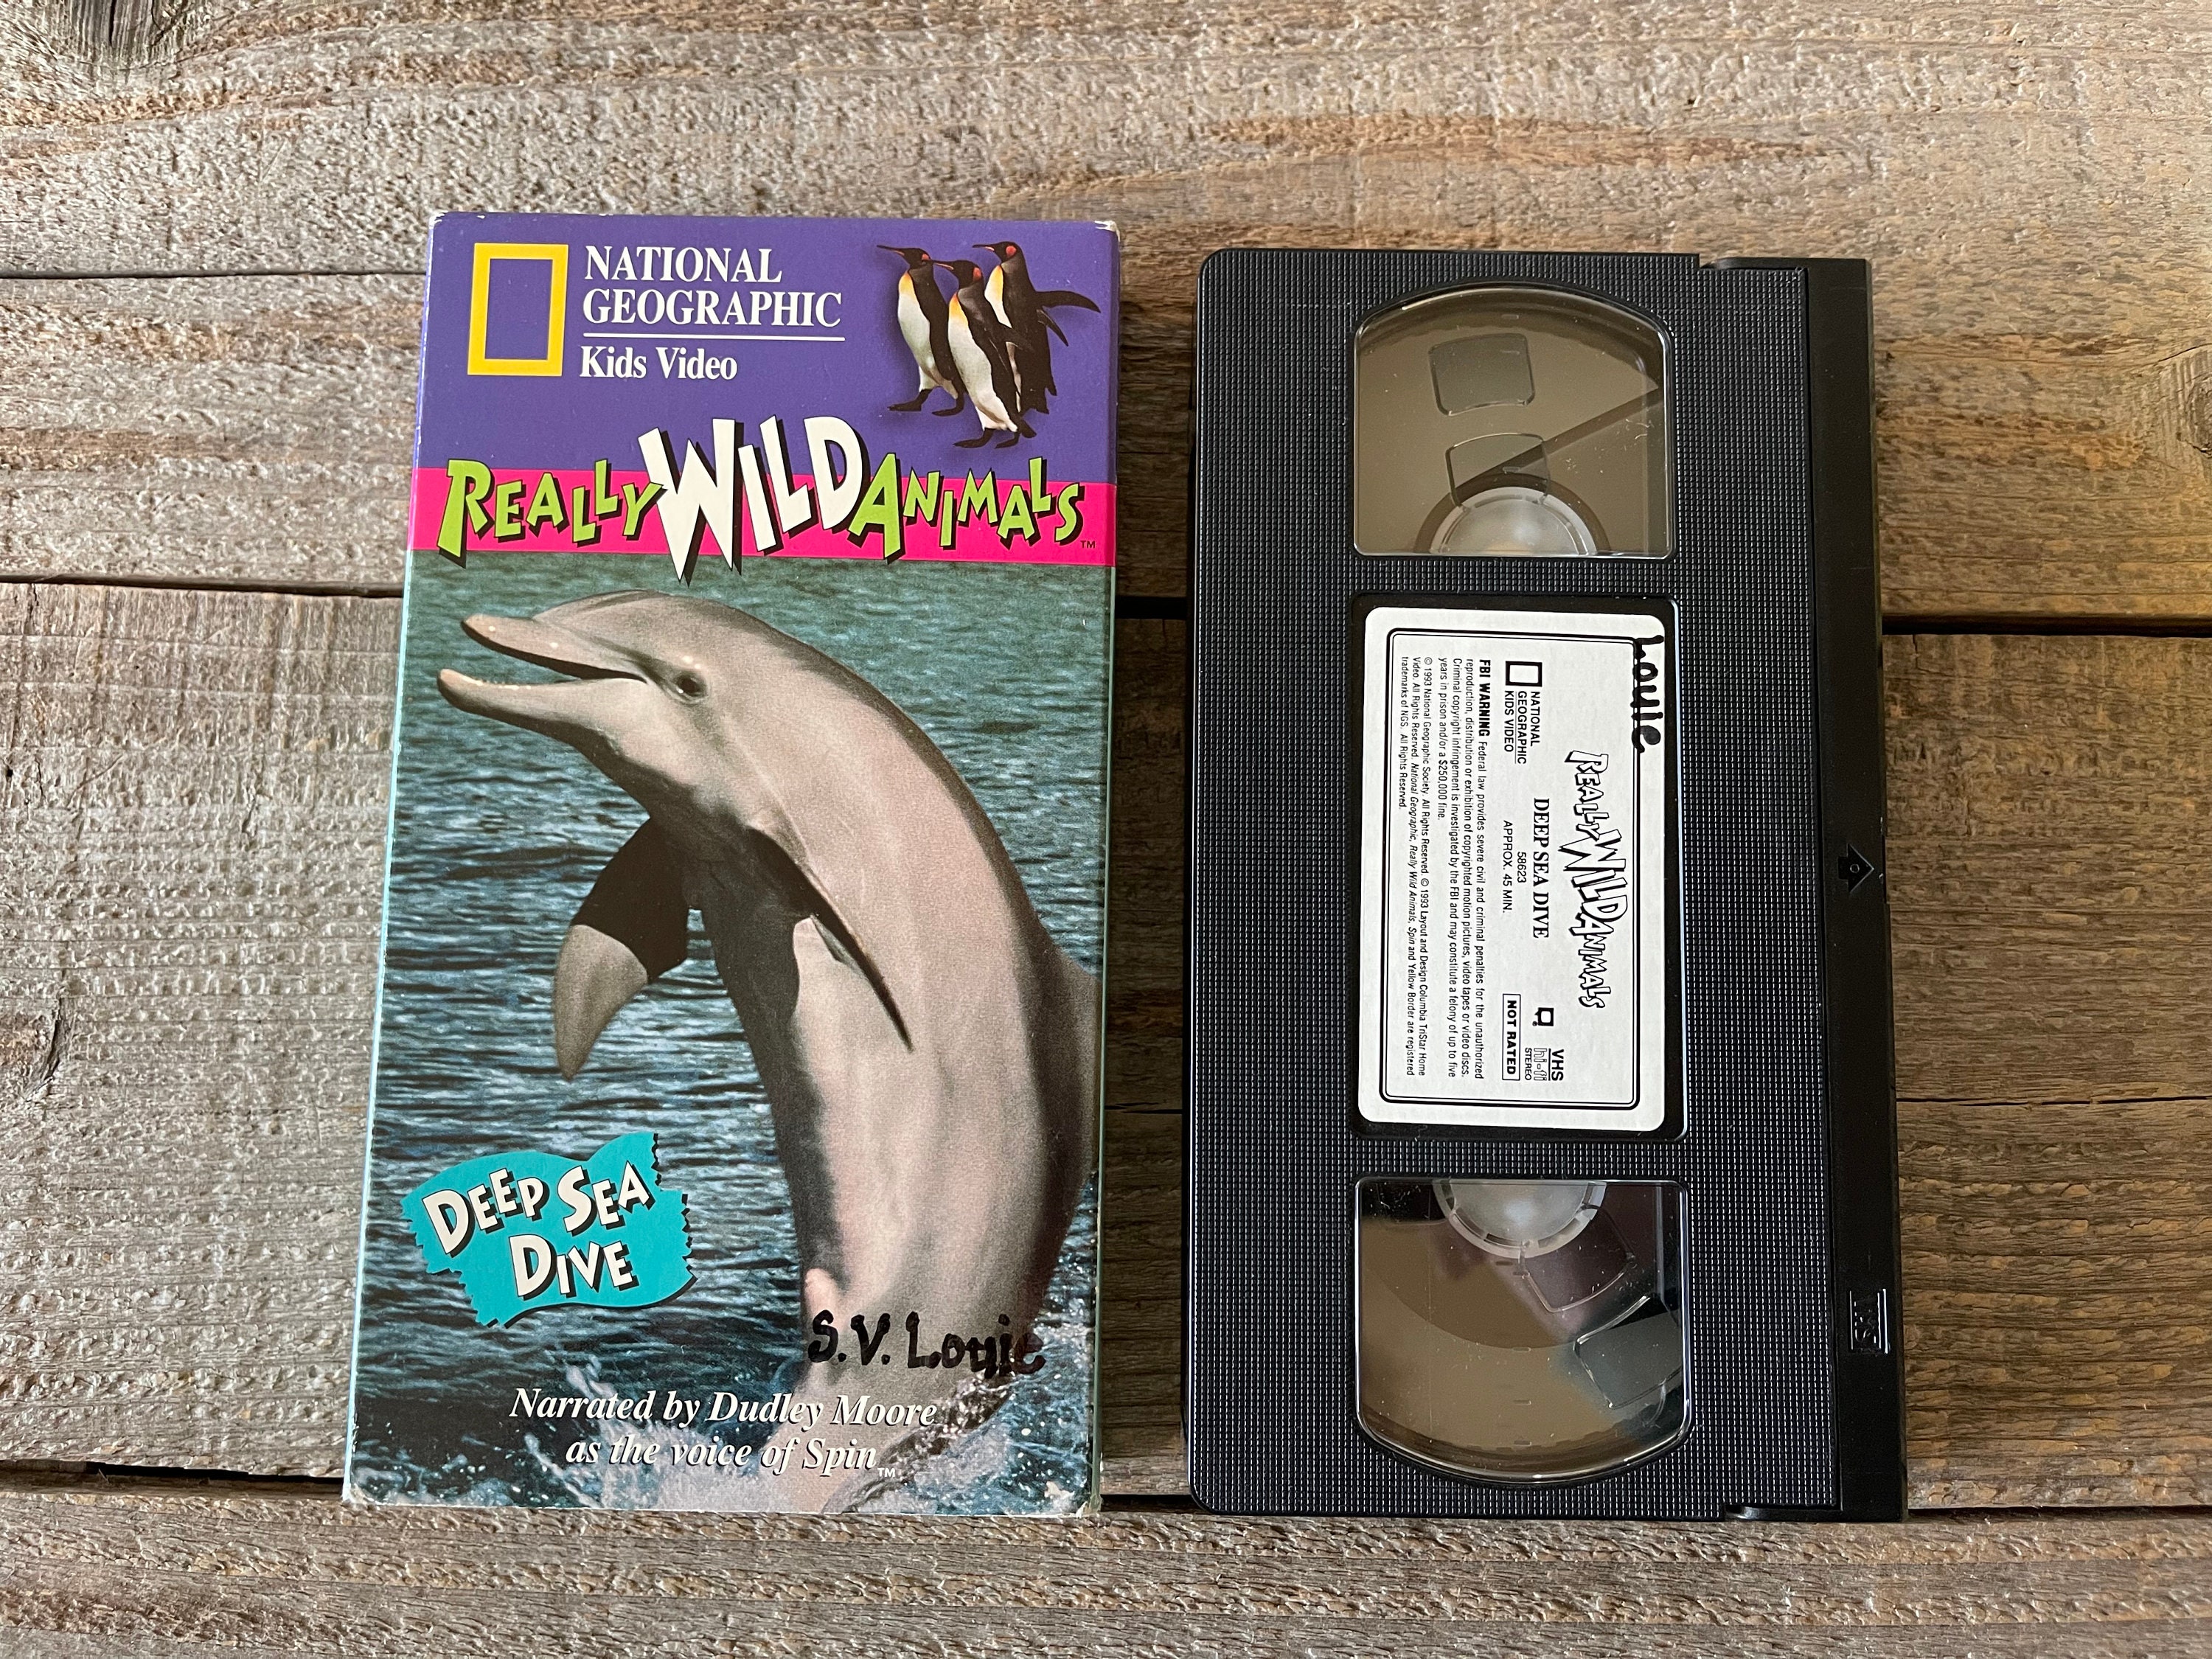 NATIONAL
GEOGRAPHIC
Kids Video
REALLY WILD ANIMALS™
DEEP SEA
DIVE
S.V. Louie
Narrated by Dudley Moore
as the voice of Spin™
Louie
REALLY WILD ANIMALS
NATIONAL
GEOGRAPHIC
KIDS VIDEO
DEEP SEA DIVE
58623
APPROX. 45 MIN.
VHS
hi-fi
STEREO
NOT RATED
FBI WARNING Federal law provides severe civil and criminal penalties for the unauthorized
reproduction, distribution or exhibition of copyrighted motion pictures, video tapes or video discs.
Criminal copyright infringement is investigated by the FBI and may constitute a felony of up to five
years in prison and/or a $250,000 fine.
© 1993 National Geographic Society. All Rights Reserved. © 1993 Layout and Design Columbia TriStar Home
Video. All Rights Reserved. National Geographic, Really Wild Animals, Spin and Yellow Border are registered
trademarks of NGS. All Rights Reserved.
VHS